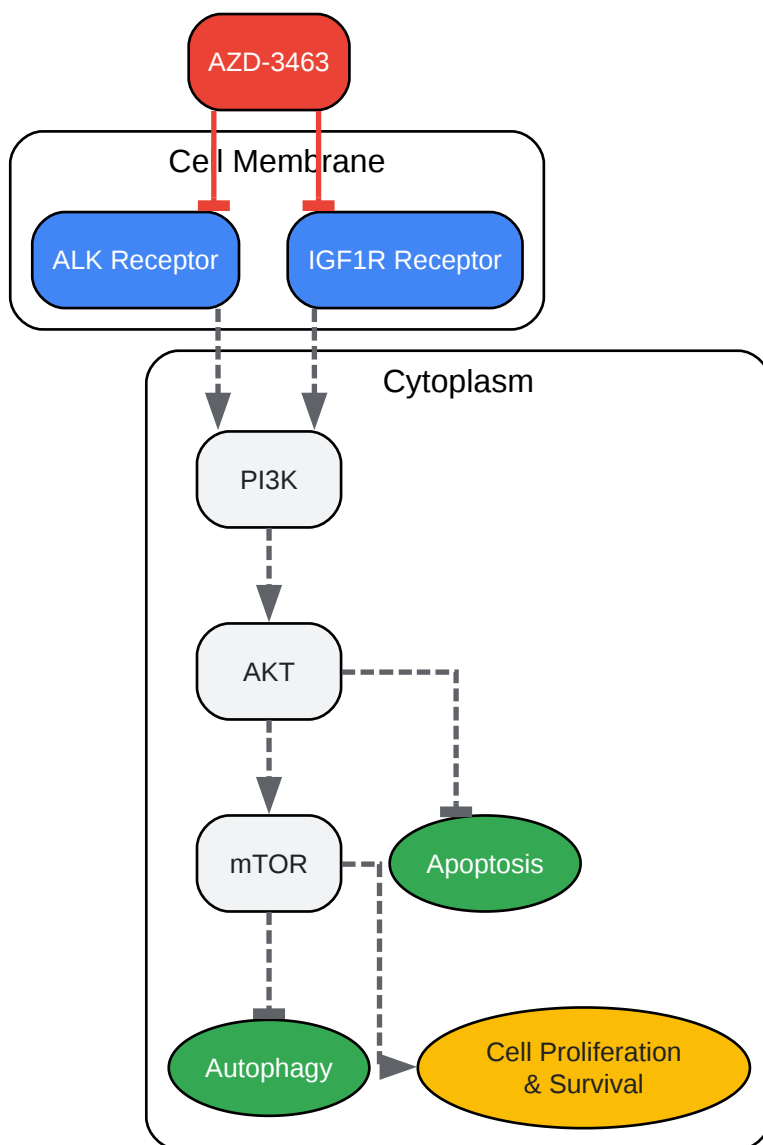 AZD-3463
Cell Membrane
ALK Receptor
IGF1R Receptor
Cytoplasm
PI3K
AKT
mTOR
Apoptosis
Autophagy
Cell Proliferation
& Survival